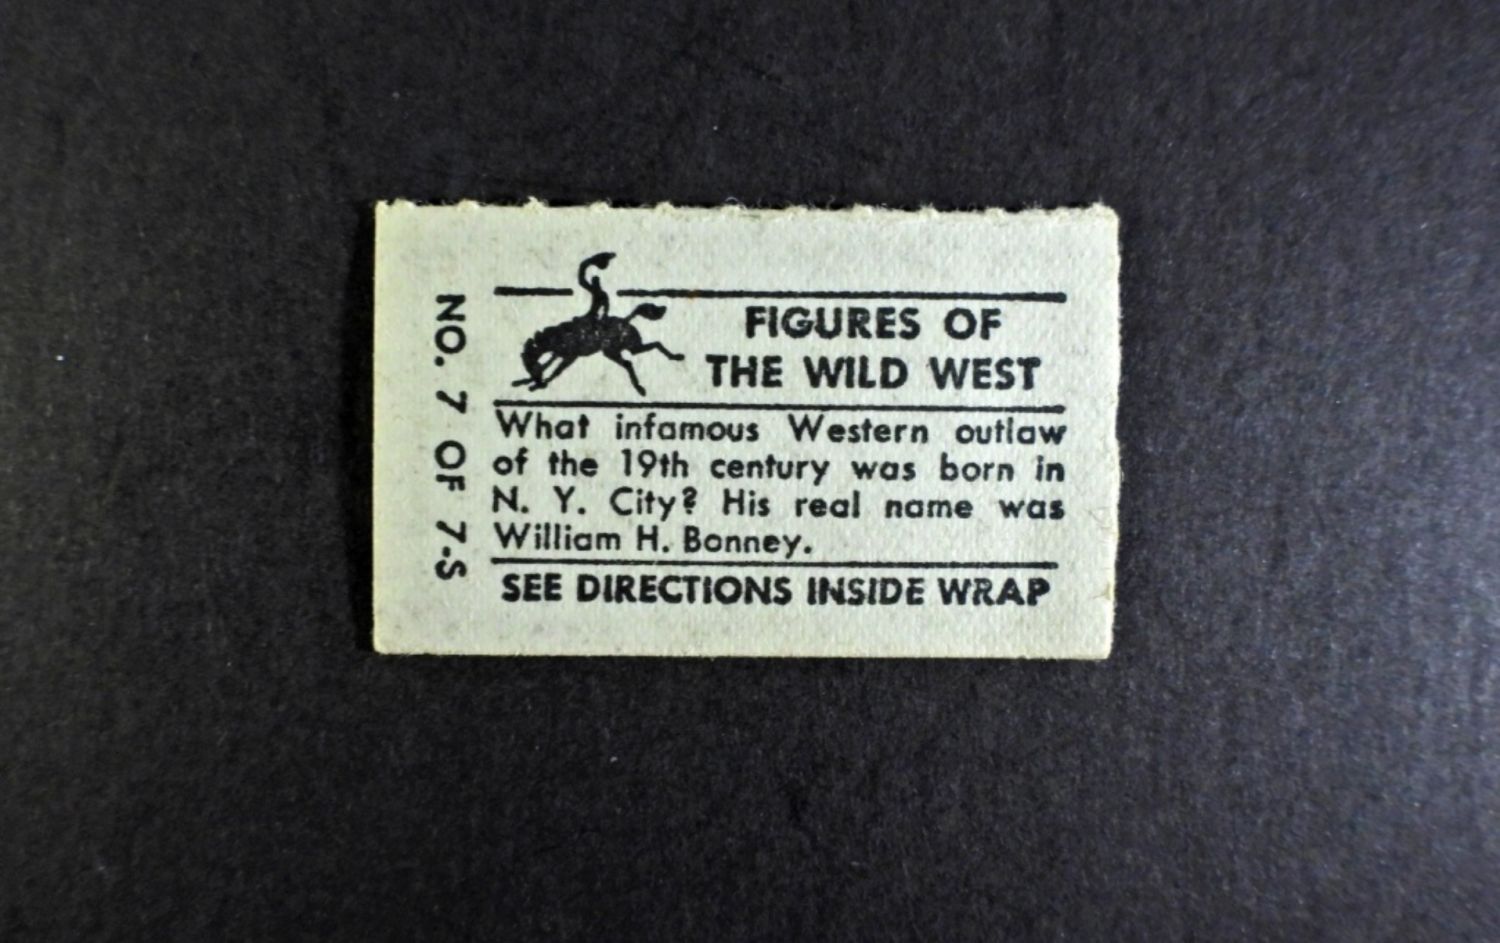 NO. 7 OF 7-S
FIGURES OF
THE WILD WEST
What infamous Western outlaw
of the 19th century was born in
N. Y. City? His real name was
William H. Bonney.
SEE DIRECTIONS INSIDE WRAP